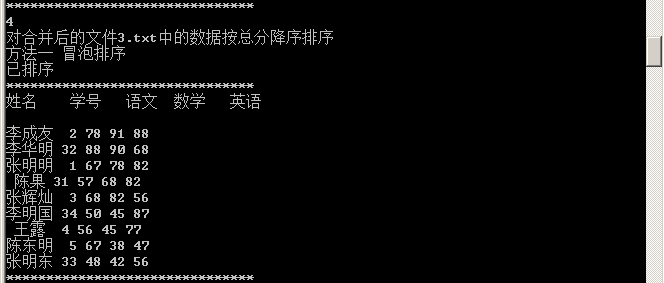 *******************************
4
对合并后的文件3.txt中的数据按总分降序排序
方法一 冒泡排序
已排序
*******************************
姓名 学号 语文 数学 英语
李成友 2 78 91 88
李华明 32 88 90 68
张明明 1 67 78 82
陈果 31 57 68 82
张辉灿 3 68 82 56
李明国 34 50 45 87
王露 4 56 45 77
陈东明 5 67 38 47
张明东 33 48 42 56
*******************************